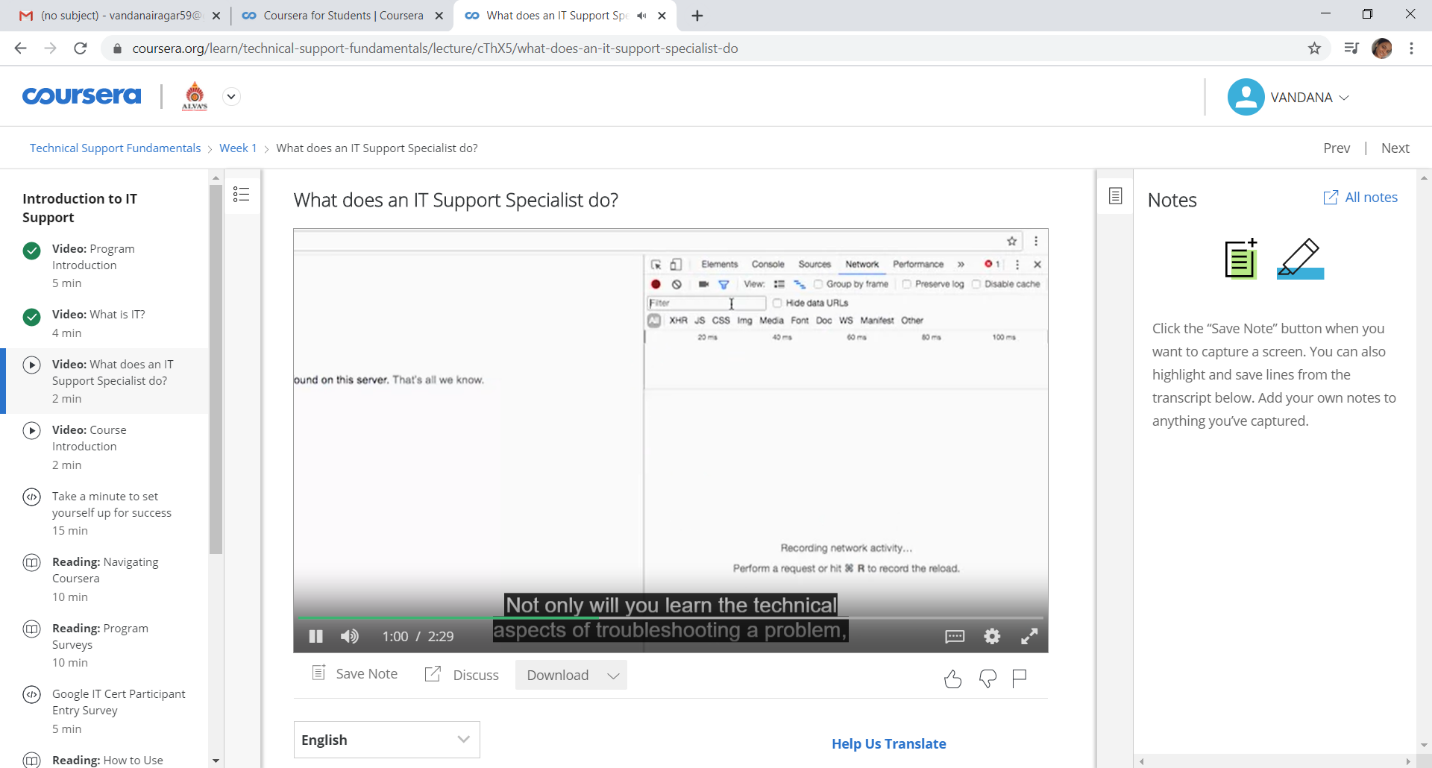 (no subject) - vandanairagar59@
Coursera for Students | Coursera
What does an IT Support Spe
coursera.org/learn/technical-support-fundamentals/lecture/cThX5/what-does-an-it-support-specialist-do
coursera
ALVA'S
VANDANA
Technical Support Fundamentals > Week 1 > What does an IT Support Specialist do?
Prev | Next
Introduction to IT
Support
Video: Program
Introduction
5 min
Video: What is IT?
4 min
Video: What does an IT
Support Specialist do?
2 min
Video: Course
Introduction
2 min
Take a minute to set
yourself up for success
15 min
Reading: Navigating
Coursera
10 min
Reading: Program
Surveys
10 min
Google IT Cert Participant
Entry Survey
5 min
Reading: How to Use
What does an IT Support Specialist do?
Elements Console Sources Network Performance » 1
View: Group by frame Preserve log Disable cache
Filter Hide data URLs
All XHR JS CSS Img Media Font Doc WS Manifest Other
20 ms 40 ms 60 ms 80 ms 100 ms
ound on this server. That's all we know.
Recording network activity...
Perform a request or hit ⌘ R to record the reload.
Not only will you learn the technical
aspects of troubleshooting a problem,
1:00 / 2:29
Save Note Discuss Download
English
Help Us Translate
Notes
All notes
Click the “Save Note” button when you
want to capture a screen. You can also
highlight and save lines from the
transcript below. Add your own notes to
anything you’ve captured.